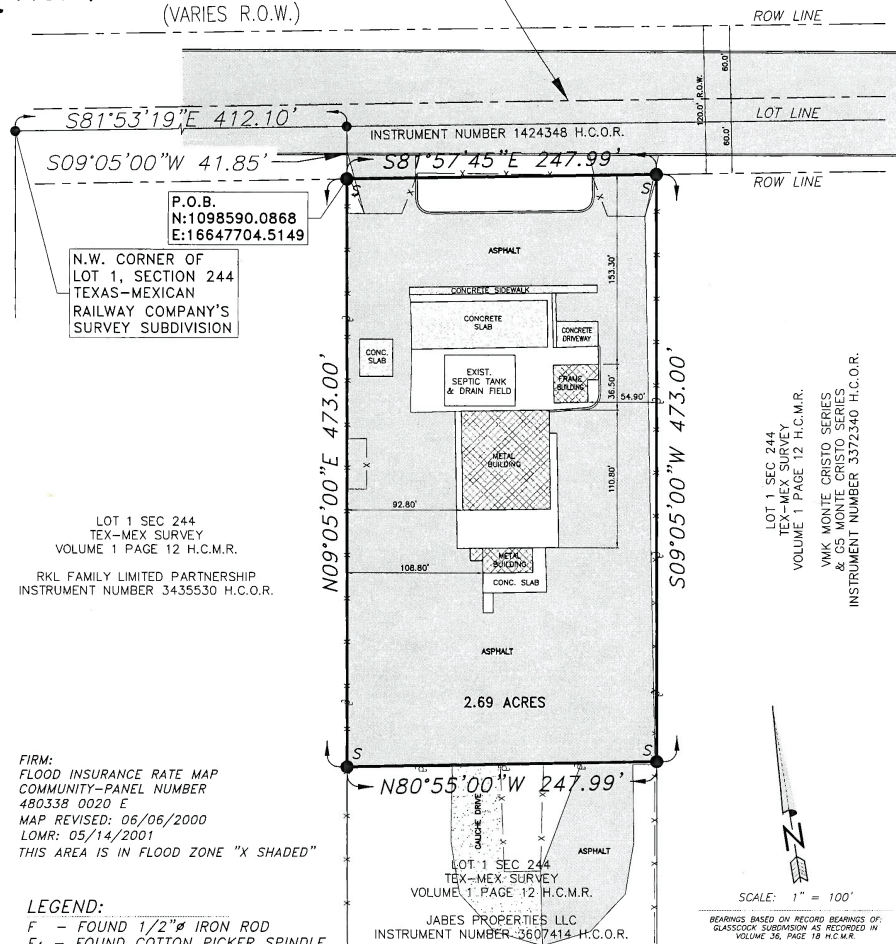 (VARIES R.O.W.)
ROW LINE
60.0'
120.0' R.O.W.
S81°53'19"E 412.10'
LOT LINE
INSTRUMENT NUMBER 1424348 H.C.O.R.
60.0'
S09°05'00"W 41.85'
S81°57'45"E 247.99'
ROW LINE
S
S
P.O.B.
N:1098590.0868
E:16647704.5149
N.W. CORNER OF
LOT 1, SECTION 244
TEXAS-MEXICAN
RAILWAY COMPANY'S
SURVEY SUBDIVISION
ASPHALT
153.30'
CONCRETE SIDEWALK
CONCRETE
SLAB
CONCRETE
DRIVEWAY
CONC.
SLAB
EXIST.
SEPTIC TANK
& DRAIN FIELD
FRAME
BUILDING
36.50'
54.90'
N09°05'00"E 473.00'
S09°05'00"W 473.00'
METAL
BUILDING
110.80'
92.80'
108.80'
METAL
BUILDING
CONC. SLAB
LOT 1 SEC 244
TEX-MEX SURVEY
VOLUME 1 PAGE 12 H.C.M.R.
RKL FAMILY LIMITED PARTNERSHIP
INSTRUMENT NUMBER 3435530 H.C.O.R.
LOT 1 SEC 244
TEX-MEX SURVEY
VOLUME 1 PAGE 12 H.C.M.R.
VMK MONTE CRISTO SERIES
& G5 MONTE CRISTO SERIES
INSTRUMENT NUMBER 3372340 H.C.O.R.
ASPHALT
2.69 ACRES
S
S
N80°55'00"W 247.99'
FIRM:
FLOOD INSURANCE RATE MAP
COMMUNITY-PANEL NUMBER
480338 0020 E
MAP REVISED: 06/06/2000
LOMR: 05/14/2001
THIS AREA IS IN FLOOD ZONE "X SHADED"
CALICHE DRIVE
ASPHALT
LOT 1 SEC 244
TEX-MEX SURVEY
VOLUME 1 PAGE 12 H.C.M.R.
JABES PROPERTIES LLC
INSTRUMENT NUMBER 3607414 H.C.O.R.
N
SCALE: 1" = 100'
BEARINGS BASED ON RECORD BEARINGS OF:
GLASSCOCK SUBDIVISION AS RECORDED IN
VOLUME 36, PAGE 18 H.C.M.R.
LEGEND:
F – FOUND 1/2"ø IRON ROD
– FOUND COTTON PICKER SPINDLE